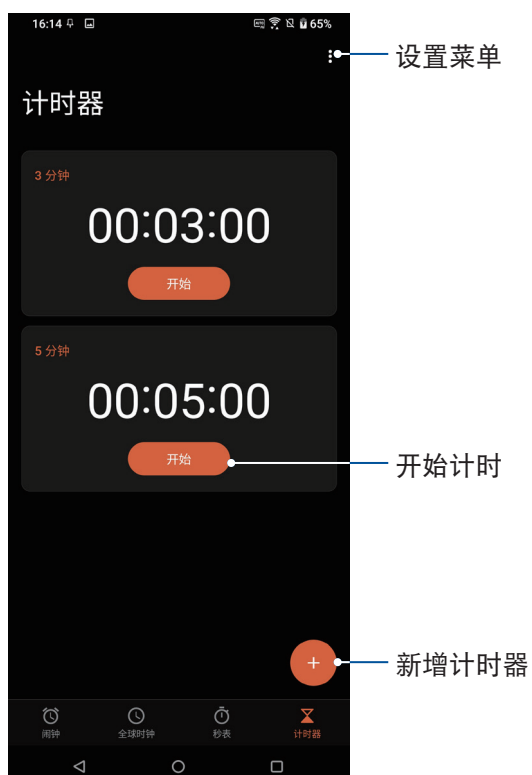 16:14
65%
设置菜单
计时器
3 分钟
00:03:00
开始
5 分钟
00:05:00
开始
开始计时
+
新增计时器
闹钟
全球时钟
秒表
计时器